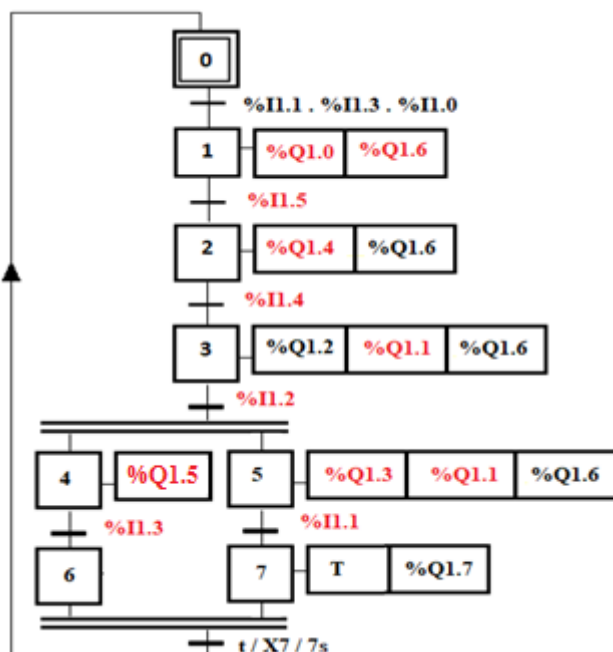 0
%I1.1 . %I1.3 . %I1.0
1 %Q1.0 %Q1.6
%I1.5
2 %Q1.4 %Q1.6
%I1.4
3 %Q1.2 %Q1.1 %Q1.6
%I1.2
4 %Q1.5 5 %Q1.3 %Q1.1 %Q1.6
%I1.3 %I1.1
6 7 T %Q1.7
t / X7 / 7s